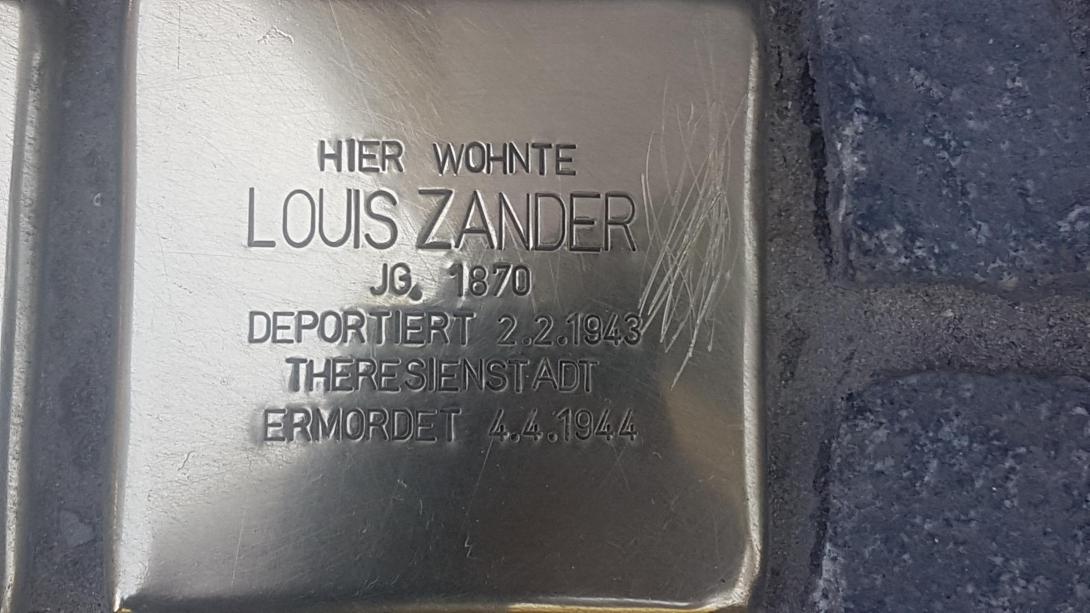 HIER WOHNTE
LOUIS ZANDER
JG. 1870
DEPORTIERT 2.2.1943
THERESIENSTADT
ERMORDET 4.4.1944